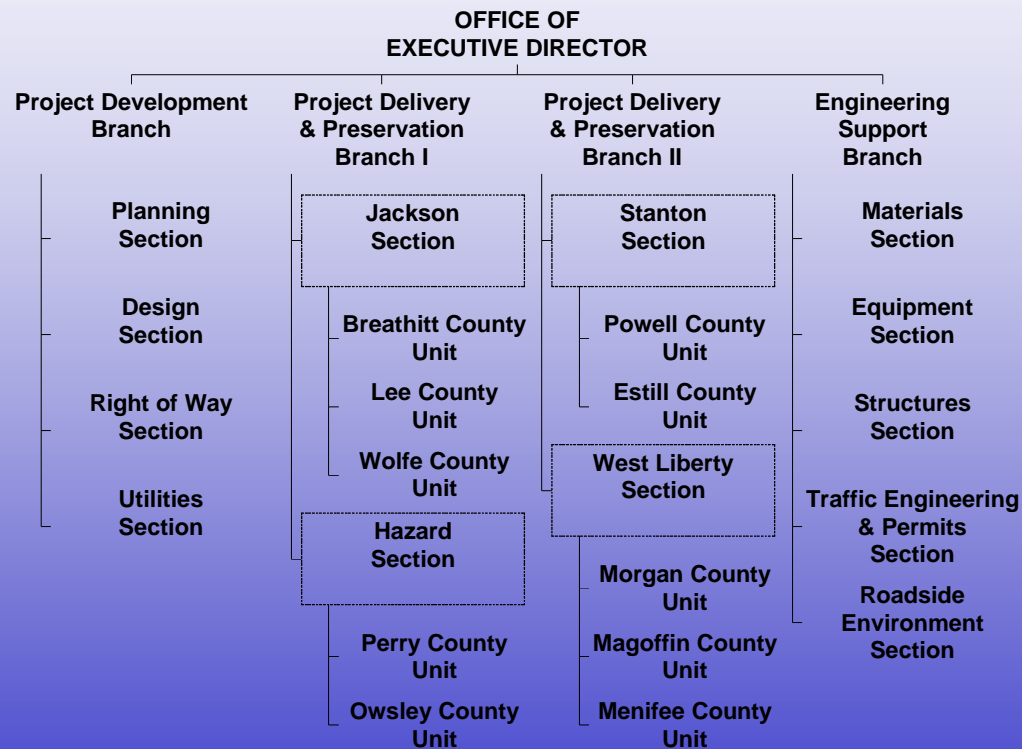 OFFICE OF
EXECUTIVE DIRECTOR
Project Development
Branch
Planning
Section
Design
Section
Right of Way
Section
Utilities
Section
Project Delivery
& Preservation
Branch I
Jackson
Section
Breathitt County
Unit
Lee County
Unit
Wolfe County
Unit
Hazard
Section
Perry County
Unit
Owsley County
Unit
Project Delivery
& Preservation
Branch II
Stanton
Section
Powell County
Unit
Estill County
Unit
West Liberty
Section
Morgan County
Unit
Magoffin County
Unit
Menifee County
Unit
Engineering
Support
Branch
Materials
Section
Equipment
Section
Structures
Section
Traffic Engineering
& Permits
Section
Roadside
Environment
Section